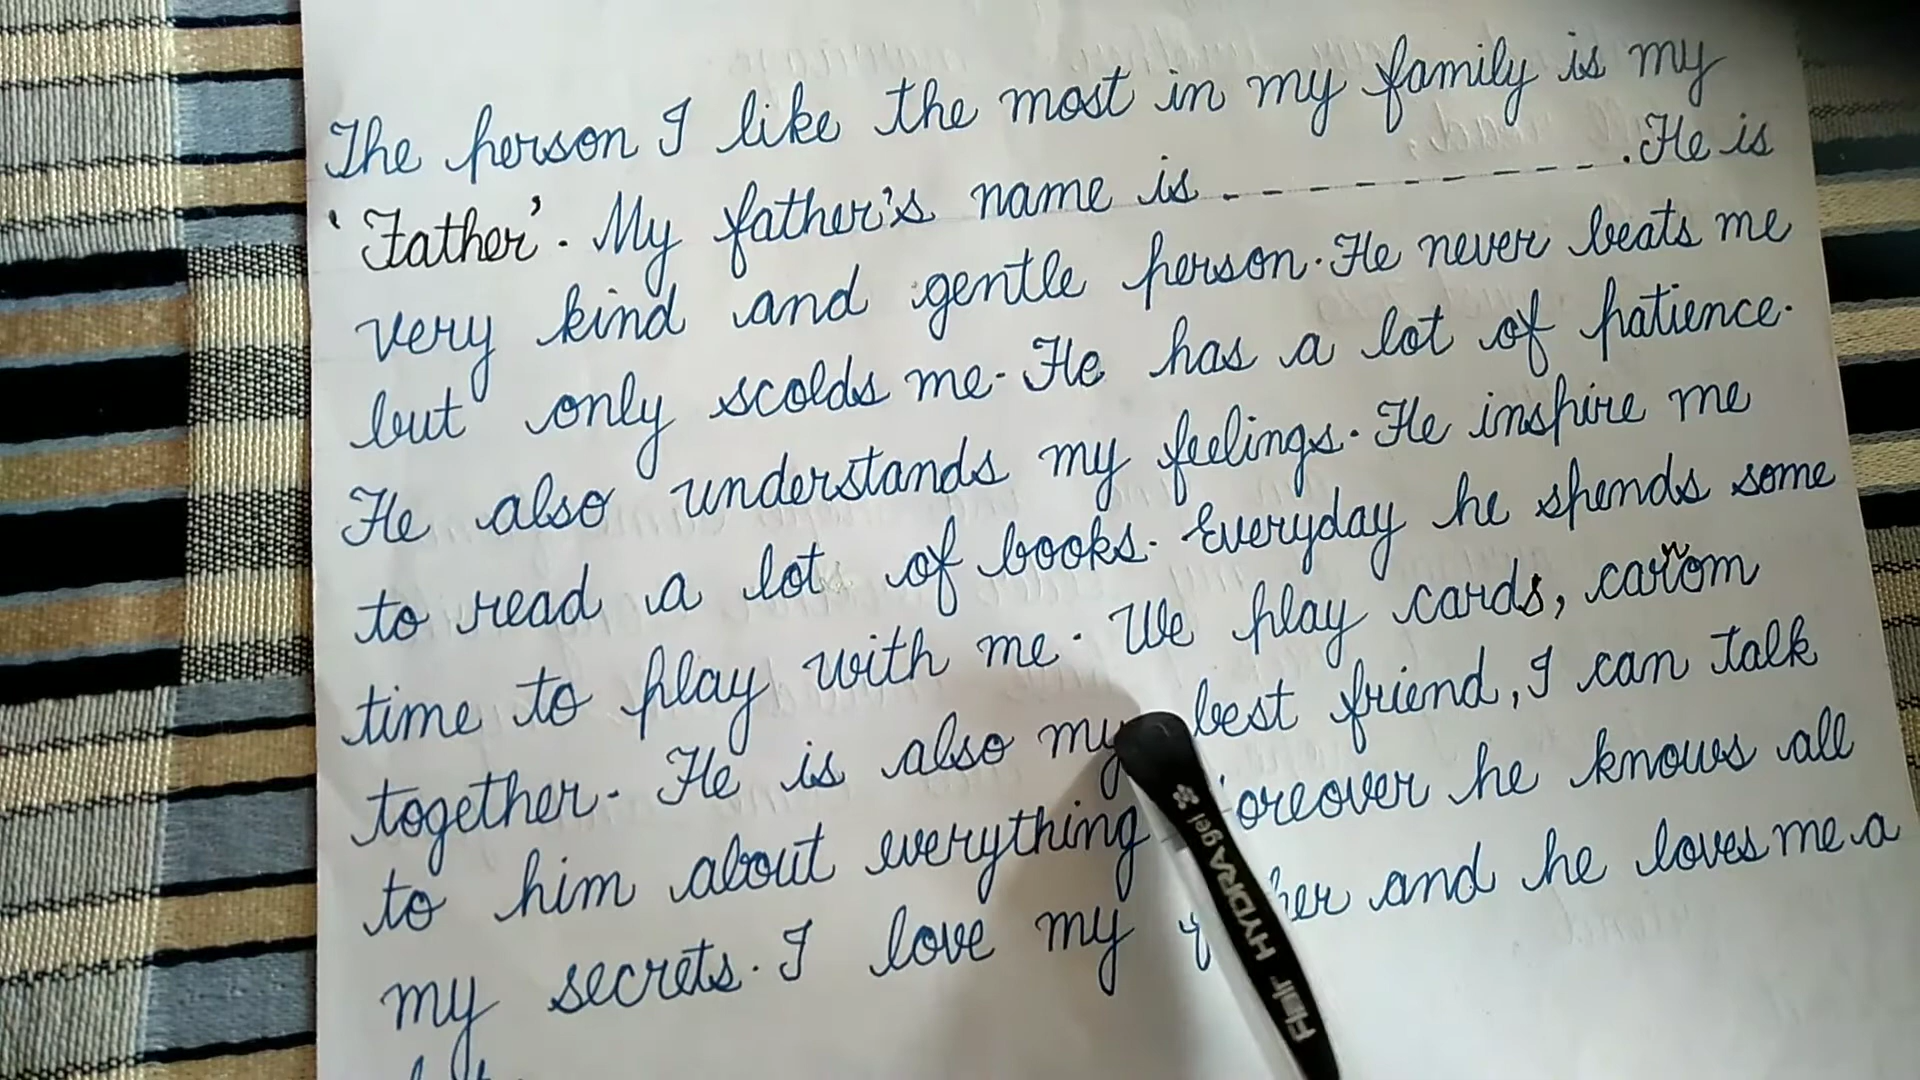 The person I like the most in my family is my
'Father'. My father's name is ----------. He is
very kind and gentle person. He never beats me
but only scolds me. He has a lot of patience.
He also understands my feelings. He inspire me
to read a lot of books. Everyday he spends some
time to play with me. We play cards, carrom
together. He is also my best friend, I can talk
to him about everything oreover he knows all
my secrets. I love my her and he loves me a
Flair HYDRA gel